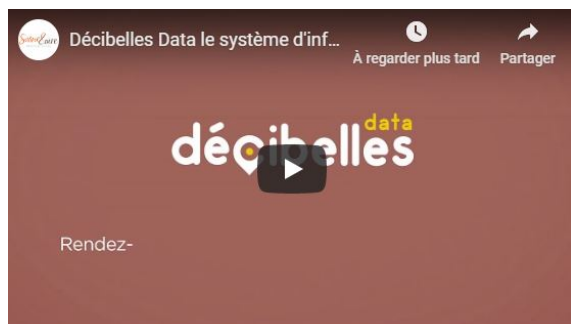 Décibelles Data le système d'inf...
À regarder plus tard
Partager
data
décibelles
Rendez-